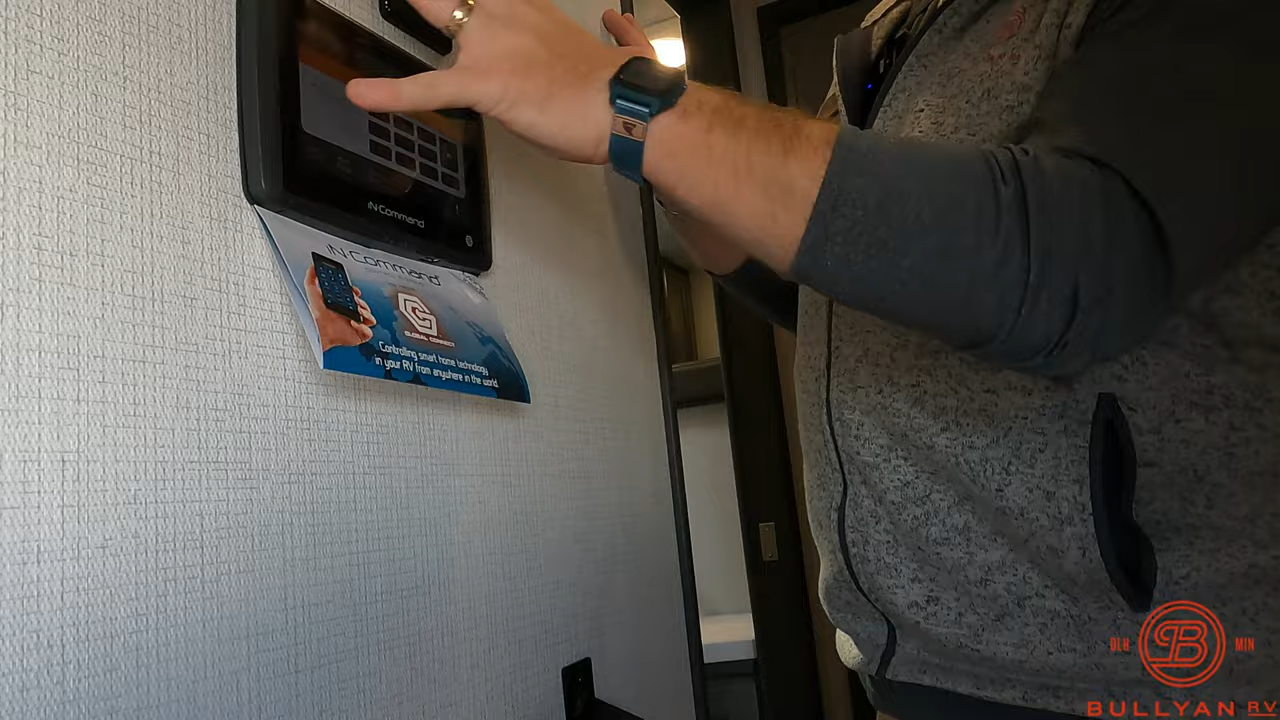 iN·Command
iN·Command
GLOBAL CONNECT
Controlling smart home technology
in your RV from anywhere in the world.
DLH
B
MIN
BULLYAN RV